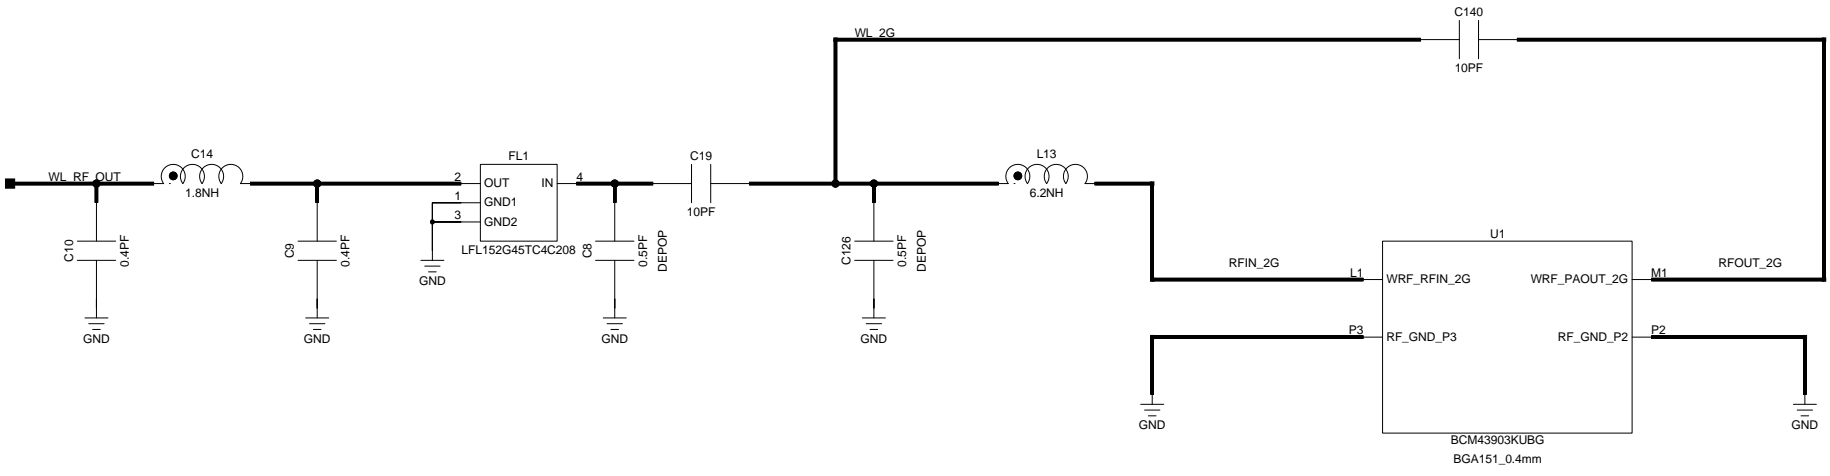 C140
WL_2G
10PF
C14
WL_RF_OUT
1.8NH
FL1
2
OUT
IN
4
1
GND1
3
GND2
LFL152G45TC4C208
GND
C19
10PF
L13
6.2NH
C10
0.4PF
GND
C9
0.4PF
GND
C8
0.5PF
DEPOP
GND
C126
0.5PF
DEPOP
GND
U1
RFIN_2G
L1
WRF_RFIN_2G
WRF_PAOUT_2G
M1
RFOUT_2G
P3
RF_GND_P3
RF_GND_P2
P2
GND
GND
BCM43903KUBG
BGA151_0.4mm